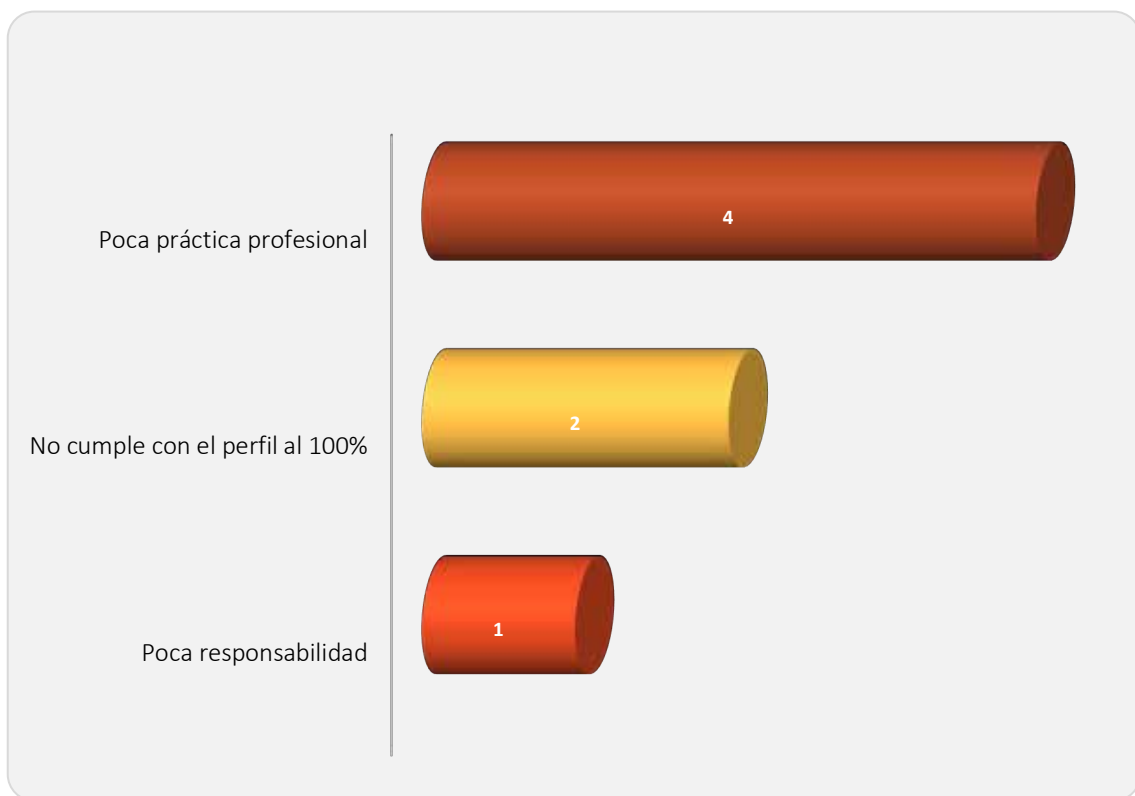 Poca práctica profesional
4
No cumple con el perfil al 100%
2
Poca responsabilidad
1